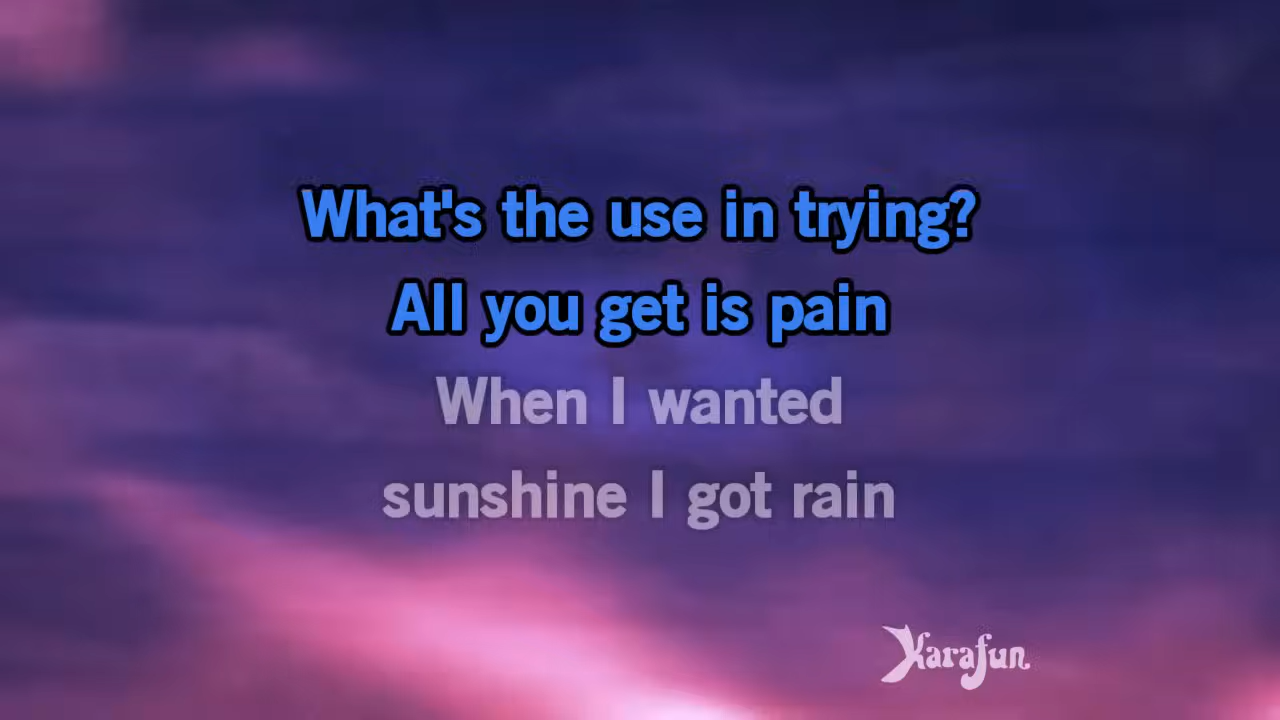 What's the use in trying?
All you get is pain
When I wanted
sunshine I got rain
Karafun